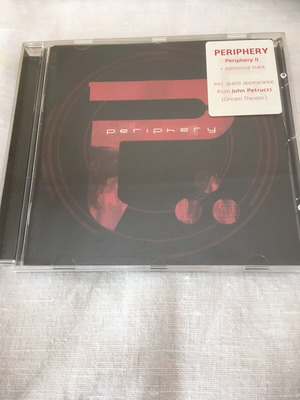 PERIPHERY
Periphery II
+ additional track
Incl. guest appearance
from John Petrucci
(Dream Theater)
periphery